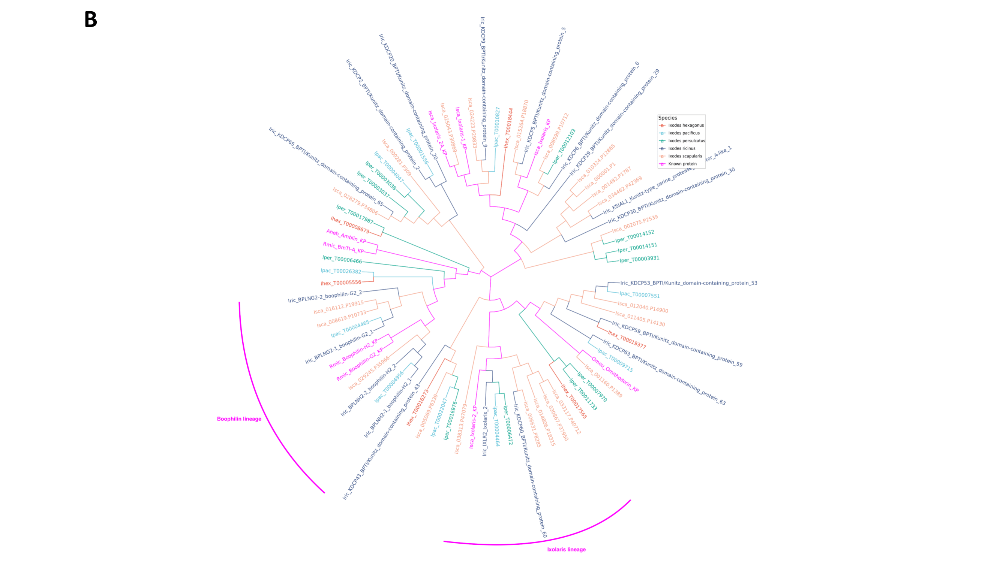 B
Iric_KDCP9_BPTI/Kunitz_domain-containing_protein_9
Ipac_T00010827
Ihex_T00018444
Isca_015264.P18870
Iric_KDCP5_BPTI/Kunitz_domain-containing_protein_5
Isca_Ixolaris_KP
Isca_008599.P10712
Iper_T00012103
Iric_KDCP6_BPTI/Kunitz_domain-containing_protein_6
Iric_KDCP29_BPTI/Kunitz_domain-containing_protein_29
Isca_010324.P12865
Isca_000001.P1
Isca_001482.P1787
Isca_034462.P42369
Iric_KSIAL1_Kunitz-type_serine_protease_ tor_A-like_1
Iric_KDCP30_BPTI/Kunitz_domain-containing_protein_30
Isca_002075.P2539
Iper_T00014152
Iper_T00014151
Iper_T00003931
Iric_KDCP53_BPTI/Kunitz_domain-containing_protein_53
Ipac_T00007551
Isca_012040.P14900
Isca_011405.P14130
Iric_KDCP59_BPTI/Kunitz_domain-containing_protein_59
Ihex_T00019377
Iric_KDCP63_BPTI/Kunitz_domain-containing_protein_63
Ipac_T00009715
Omou_Ornithodorin_KP
Isca_001160.P1389
Iper_T00007970
Iper_T00011733
Ihex_T00017565
Isca_033117.P40712
Isca_030867.P37950
Isca_014806.P18315
Isca_006631.P8285
Iric_KDCP60_BPTI/Kunitz_domain-containing_protein_60
Iper_T00006472
Ipac_T00004464
Iric_IXLR2_Ixolaris_2
Isca_Ixolaris-2_KP
Isca_038313.P47079
Iper_T00016976
Ipac_T00022047
Isca_005069.P6339
Ihex_T00016273
Iric_KDCP43_BPTI/Kunitz_domain-containing_protein_43
Iric_BPLNH2-1_boophilin-H2_1
Ipac_T00004956
Iric_BPLNH2-2_boophilin-H2_2
Isca_029245.P35966
Rmic_Boophilin-G2_KP
Rmic_Boophilin-H2_KP
Iric_BPLNG2-1_boophilin-G2_1
Ipac_T00004465
Isca_008619.P10733
Isca_016112.P19915
Iric_BPLNG2-2_boophilin-G2_2
Ihex_T00005556
Ipac_T00026382
Iper_T00006466
Rmic_BmTI-A_KP
Aheb_Amblin_KP
Ihex_T00008679
Iper_T00017987
Isca_028279.P34806
Iric_KDCP65_BPTI/Kunitz_domain-containing_protein_65
Iper_T00003037
Iper_T00003038
Ipac_T00004047
Isca_000281.P309
Iric_KDCP2_BPTI/Kunitz_domain-containing_protein_2
Ipac_T00001556
Iric_KDCP20_BPTI/Kunitz_domain-containing_protein_20
Isca_Ixolaris_2A_KP
Isca_025043.P30869
Isca_Ixolaris-1_KP
Isca_024223.P29833
Species
a Ixodes hexagonus
a Ixodes pacificus
a Ixodes persulcatus
a Ixodes ricinus
a Ixodes scapularis
a Known protein
Boophilin lineage
Ixolaris lineage